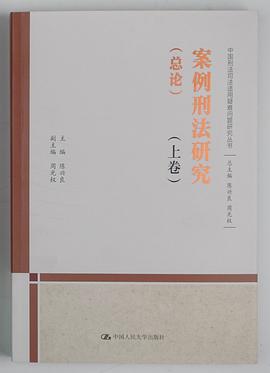 中国刑法司法适用疑难问题研究丛书
总主编 陈兴良 周光权
案例刑法研究
（总论）
（上卷）
主编 陈兴良
副主编 周光权
中国人民大学出版社